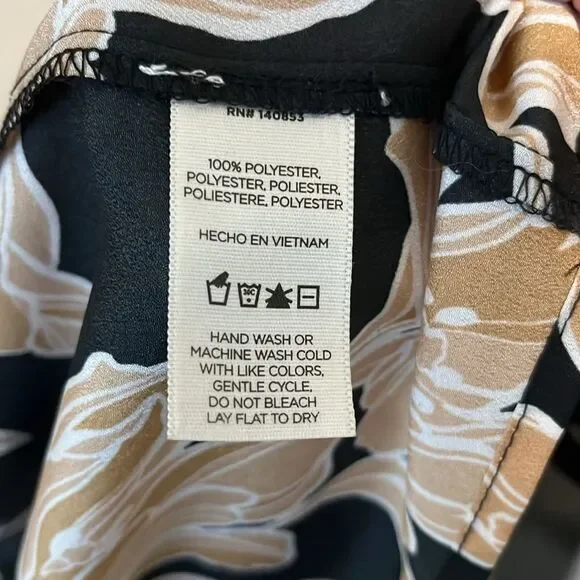 RN# 140853
100% POLYESTER,
POLYESTER, POLIESTER,
POLIESTERE, POLYESTER
HECHO EN VIETNAM
30C
HAND WASH OR
MACHINE WASH COLD
WITH LIKE COLORS,
GENTLE CYCLE.
DO NOT BLEACH
LAY FLAT TO DRY